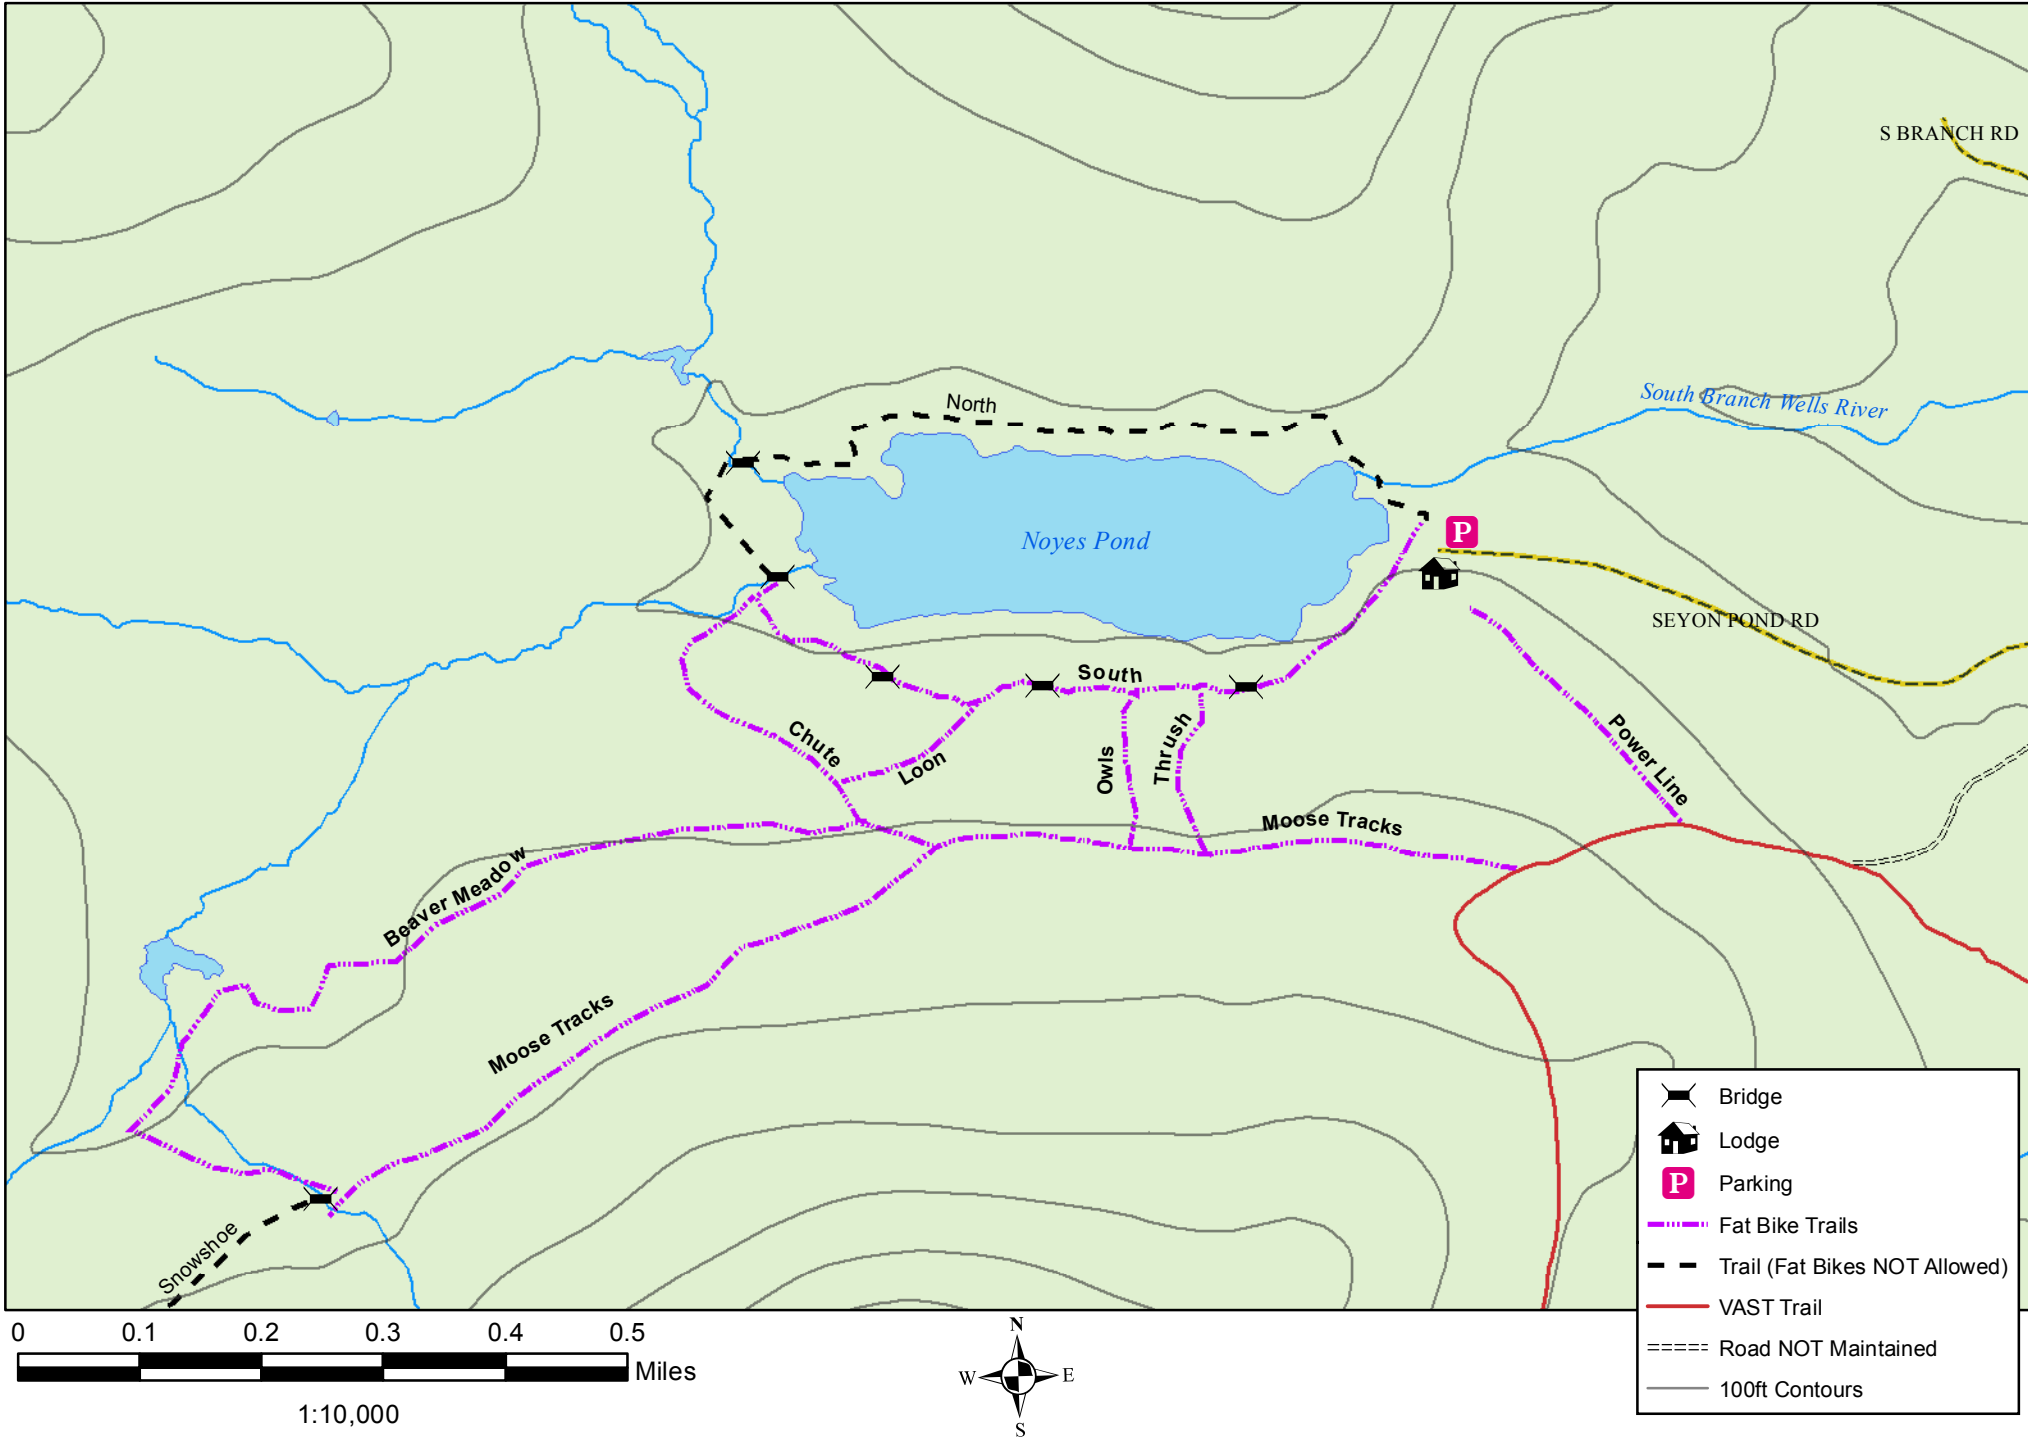 S BRANCH RD
South Branch Wells River
North
P
Noyes Pond
SEYON POND RD
South
Chute
Loon
Owls
Thrush
Power Line
Moose Tracks
Beaver Meadow
Moose Tracks
Snowshoe
Bridge
Lodge
P Parking
Fat Bike Trails
Trail (Fat Bikes NOT Allowed)
VAST Trail
Road NOT Maintained
100ft Contours
0 0.1 0.2 0.3 0.4 0.5
Miles
1:10,000
N
W E
S